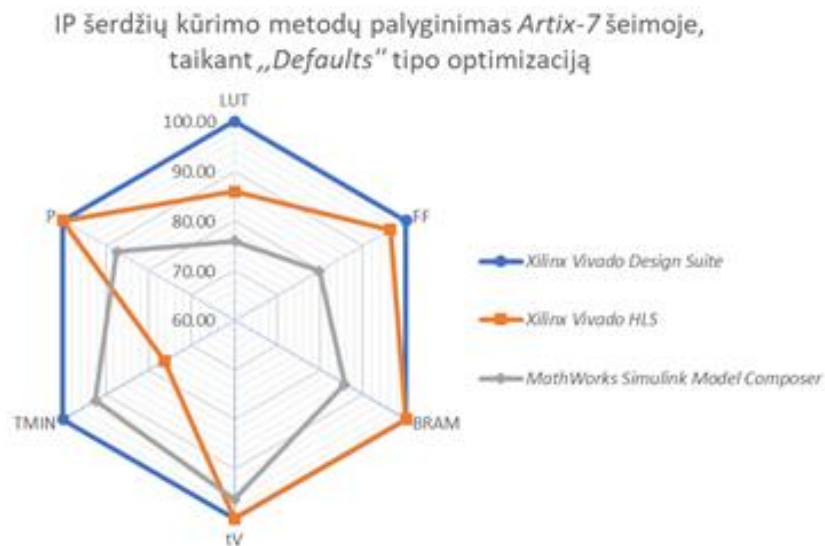 IP šerdžių kūrimo metodų palyginimas Artix-7 šeimoje,
taikant „Defaults" tipo optimizaciją
LUT
100.00
90.00
80.00
70.00
60.00
P
FF
TMIN
BRAM
tV
Xilinx Vivado Design Suite
Xilinx Vivado HLS
MathWorks Simulink Model Composer